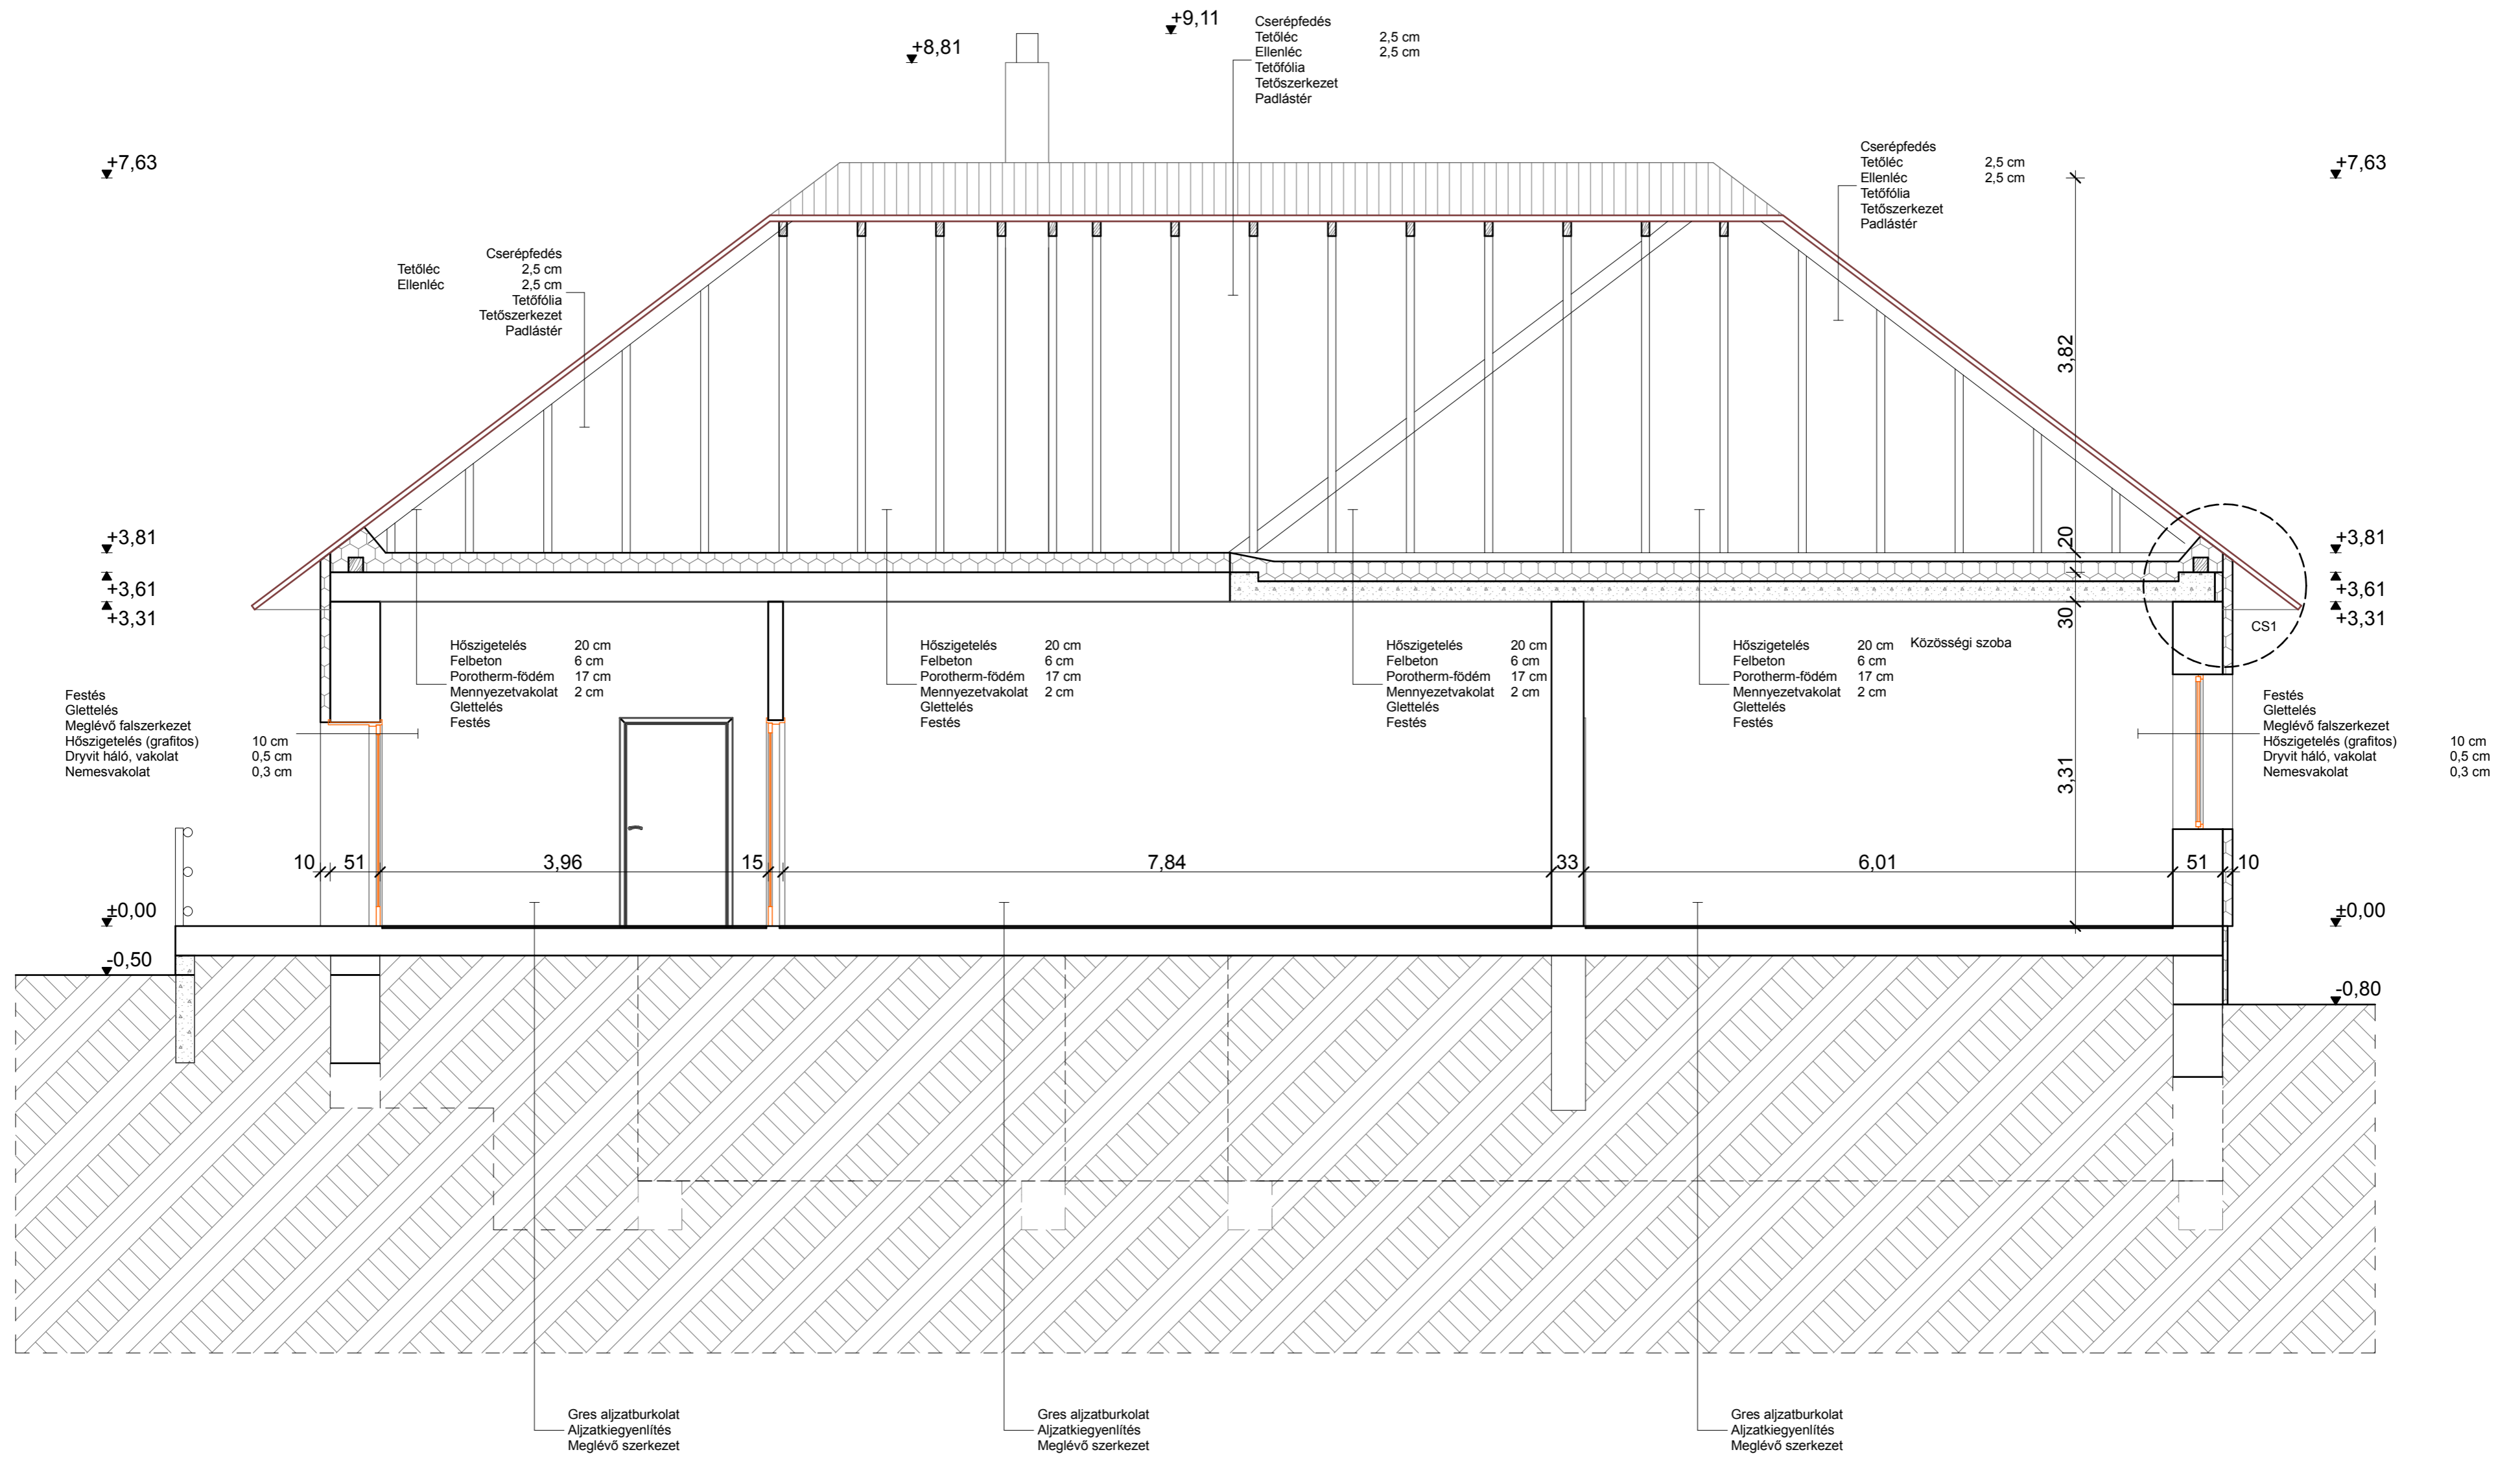 +9,11
+8,81
Cserépfedés
Tetőléc 2,5 cm
Ellenléc 2,5 cm
Tetőfólia
Tetőszerkezet
Padlástér
+7,63
Cserépfedés
Tetőléc 2,5 cm
Ellenléc 2,5 cm
Tetőfólia
Tetőszerkezet
Padlástér
+7,63
Cserépfedés
Tetőléc 2,5 cm
Ellenléc 2,5 cm
Tetőfólia
Tetőszerkezet
Padlástér
3,82
+3,81
+3,61
+3,31
20
30
+3,81
+3,61
+3,31
CS1
Hőszigetelés 20 cm
Felbeton 6 cm
Porotherm-födém 17 cm
Mennyezetvakolat 2 cm
Glettelés
Festés
Hőszigetelés 20 cm
Felbeton 6 cm
Porotherm-födém 17 cm
Mennyezetvakolat 2 cm
Glettelés
Festés
Hőszigetelés 20 cm
Felbeton 6 cm
Porotherm-födém 17 cm
Mennyezetvakolat 2 cm
Glettelés
Festés
Hőszigetelés 20 cm
Felbeton 6 cm
Porotherm-födém 17 cm
Mennyezetvakolat 2 cm
Glettelés
Festés
Közösségi szoba
Festés
Glettelés
Meglévő falszerkezet
Hőszigetelés (grafitos) 10 cm
Dryvit háló, vakolat 0,5 cm
Nemesvakolat 0,3 cm
Festés
Glettelés
Meglévő falszerkezet
Hőszigetelés (grafitos) 10 cm
Dryvit háló, vakolat 0,5 cm
Nemesvakolat 0,3 cm
3,31
10 51 3,96 15 7,84 33 6,01 51 10
±0,00
±0,00
-0,50
-0,80
Gres aljzatburkolat
Aljzatkiegyenlítés
Meglévő szerkezet
Gres aljzatburkolat
Aljzatkiegyenlítés
Meglévő szerkezet
Gres aljzatburkolat
Aljzatkiegyenlítés
Meglévő szerkezet